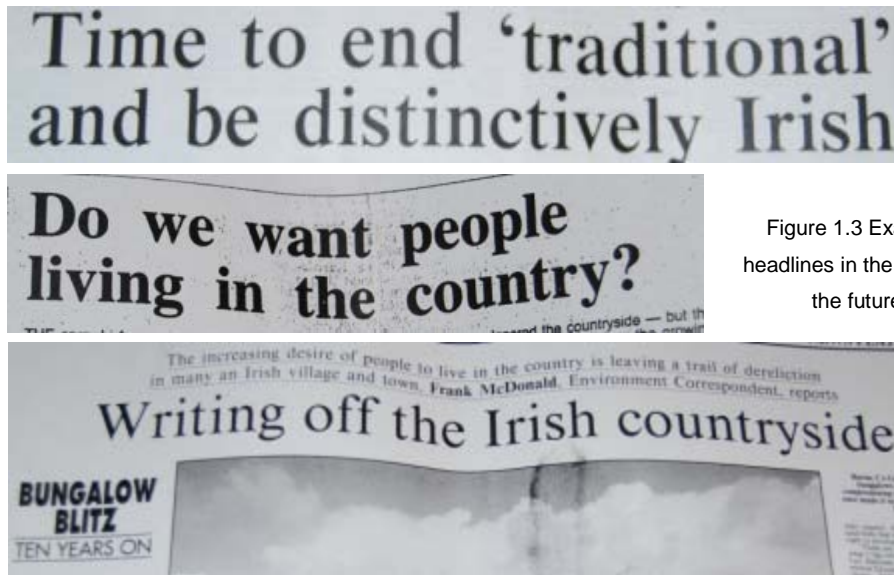 Time to end ‘traditional’
and be distinctively Irish
Do we want people
living in the country?
the countryside — but
Figure 1.3
headlines in the
the future
The increasing desire of people to live in the country is leaving a trail of dereliction
in many an Irish village and town, Frank McDonald, Environment Correspondent, reports
Writing off the Irish countryside
BUNGALOW
BLITZ
TEN YEARS ON